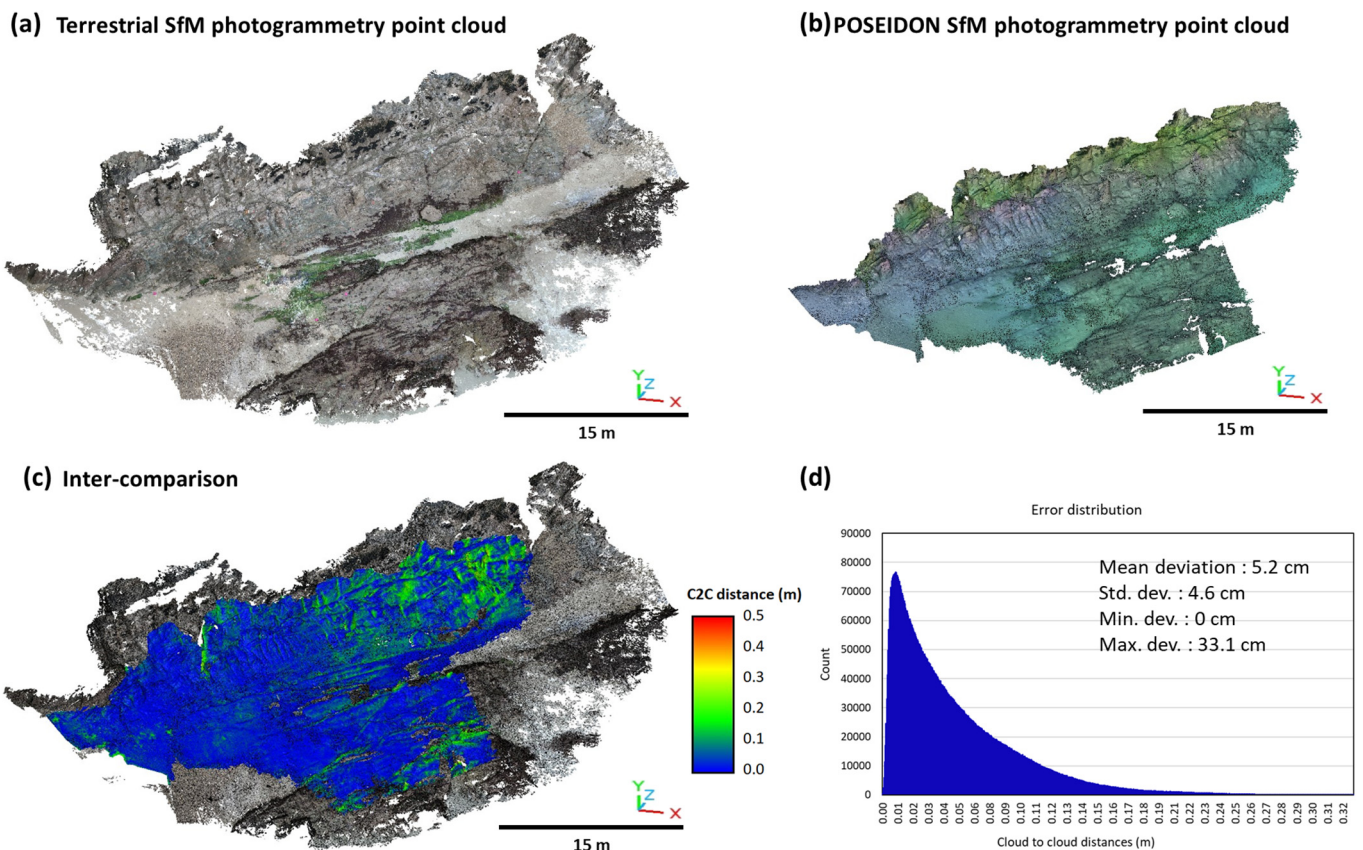 (a) Terrestrial SfM photogrammetry point cloud
Y
Z
X
15 m
(b) POSEIDON SfM photogrammetry point cloud
Y
Z
X
15 m
(c) Inter-comparison
C2C distance (m)
0.5
0.4
0.3
0.2
0.1
0.0
Y
Z
X
15 m
(d)
Error distribution
Mean deviation : 5.2 cm
Std. dev. : 4.6 cm
Min. dev. : 0 cm
Max. dev. : 33.1 cm
Count
90000
80000
70000
60000
50000
40000
30000
20000
10000
0
0.00 0.01 0.02 0.03 0.04 0.05 0.06 0.07 0.08 0.09 0.10 0.11 0.12 0.13 0.14 0.15 0.16 0.17 0.18 0.19 0.21 0.22 0.23 0.24 0.25 0.26 0.27 0.28 0.29 0.30 0.31 0.32
Cloud to cloud distances (m)